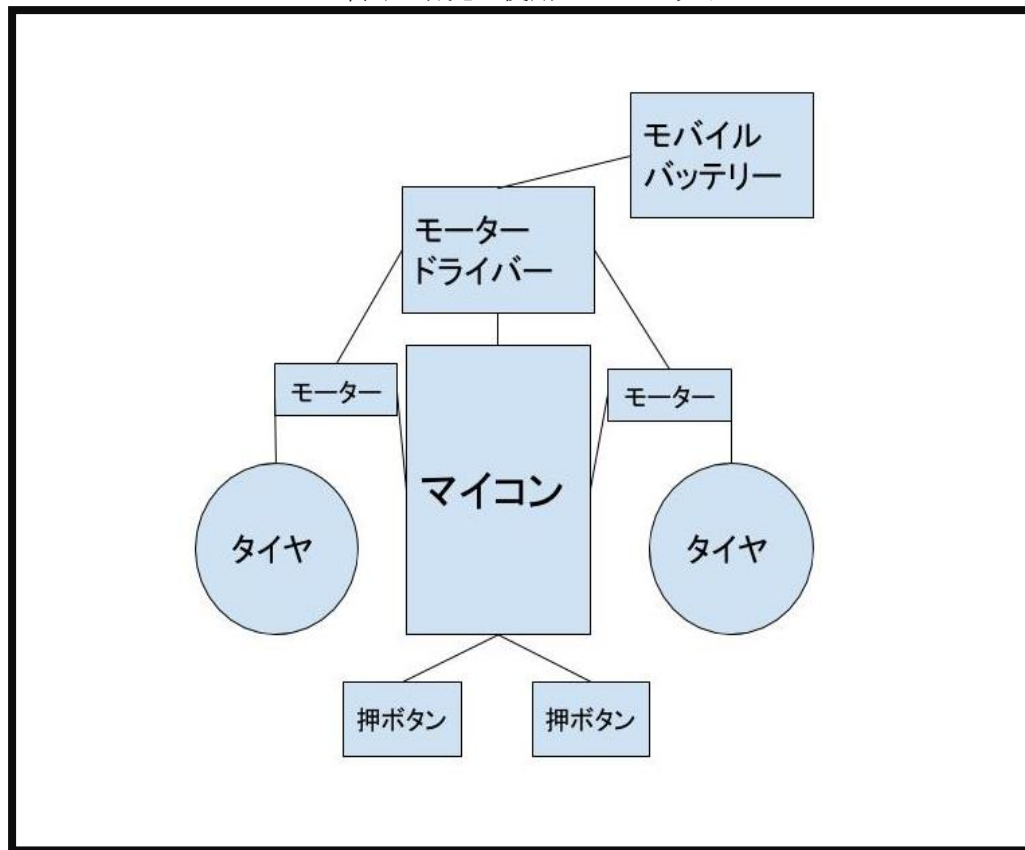 モバイル
バッテリー
モーター
ドライバー
モーター
モーター
マイコン
タイヤ
タイヤ
押ボタン
押ボタン